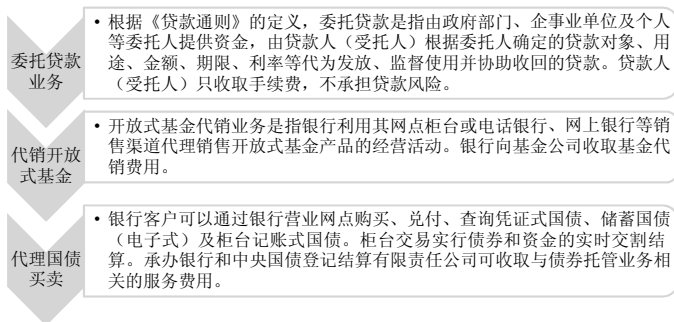 委托贷款
业务
• 根据《贷款通则》的定义，委托贷款是指由政府部门、企事业单位及个人
等委托人提供资金，由贷款人（受托人）根据委托人确定的贷款对象、用
途、金额、期限、利率等代为发放、监督使用并协助收回的贷款。贷款人
（受托人）只收取手续费，不承担贷款风险。
代销开放
式基金
• 开放式基金代销业务是指银行利用其网点柜台或电话银行、网上银行等销
售渠道代理销售开放式基金产品的经营活动。银行向基金公司收取基金代
销费用。
代理国债
买卖
• 银行客户可以通过银行营业网点购买、兑付、查询凭证式国债、储蓄国债
（电子式）及柜台记账式国债。柜台交易实行债券和资金的实时交割结
算。承办银行和中央国债登记结算有限责任公司可收取与债券托管业务相
关的服务费用。